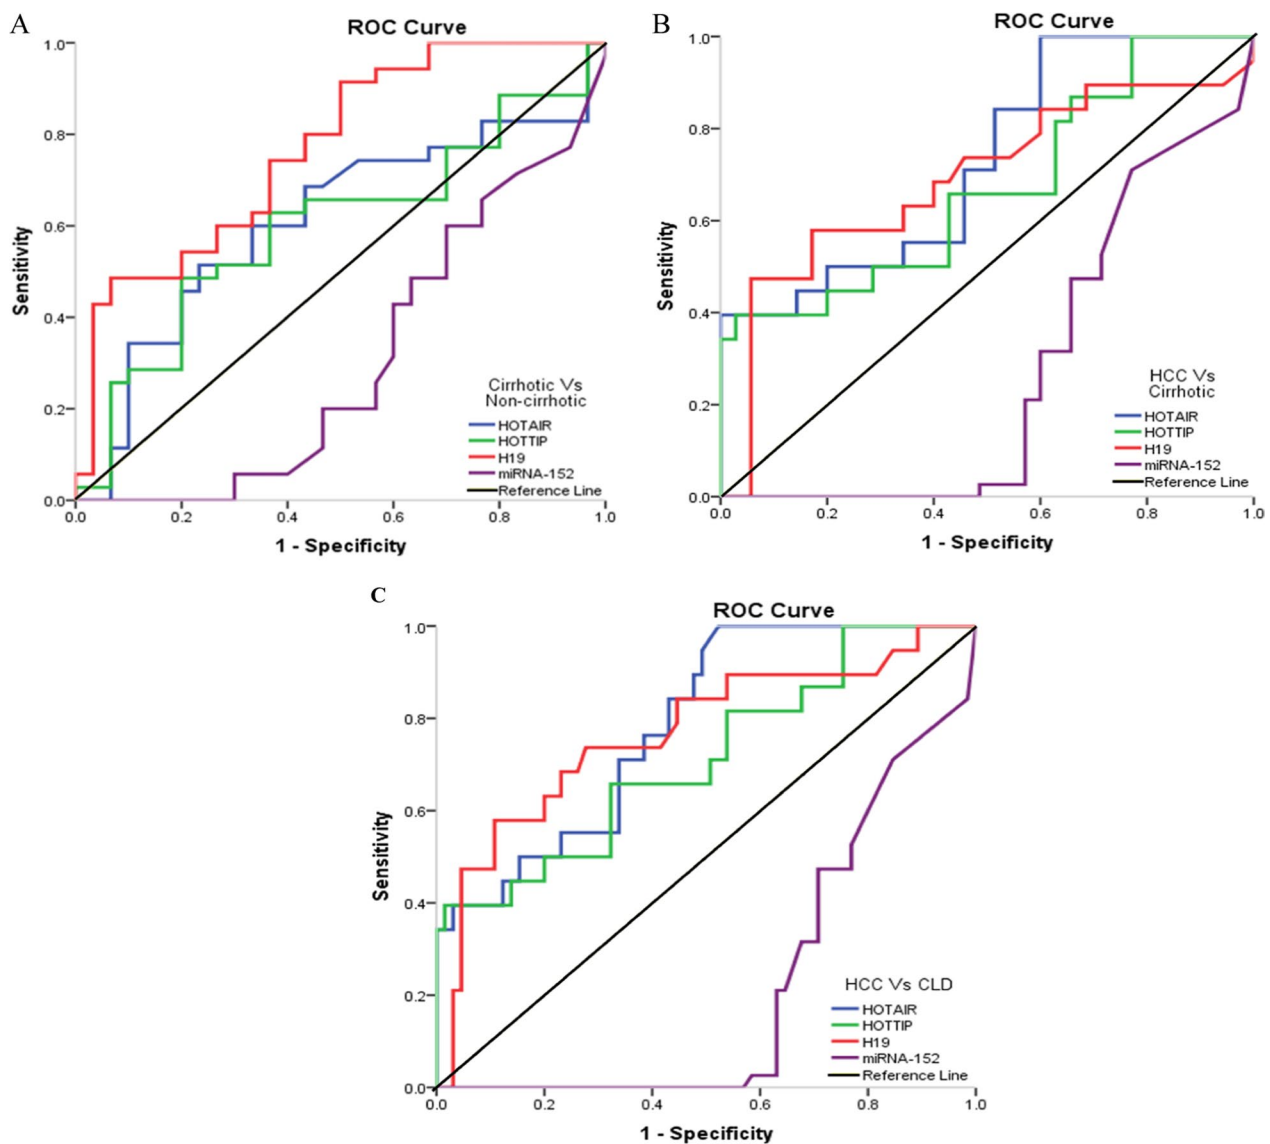 A
ROC Curve
Sensitivity
1.0
0.8
0.6
0.4
0.2
0.0
0.0 0.2 0.4 0.6 0.8 1.0
1 - Specificity
Cirrhotic Vs
Non-cirrhotic
HOTAIR
HOTTIP
H19
miRNA-152
Reference Line
B
ROC Curve
Sensitivity
1.0
0.8
0.6
0.4
0.2
0.0
0.0 0.2 0.4 0.6 0.8 1.0
1 - Specificity
HCC Vs
Cirrhotic
HOTAIR
HOTTIP
H19
miRNA-152
Reference Line
C
ROC Curve
Sensitivity
1.0
0.8
0.6
0.4
0.2
0.0
0.0 0.2 0.4 0.6 0.8 1.0
1 - Specificity
HCC Vs CLD
HOTAIR
HOTTIP
H19
miRNA-152
Reference Line